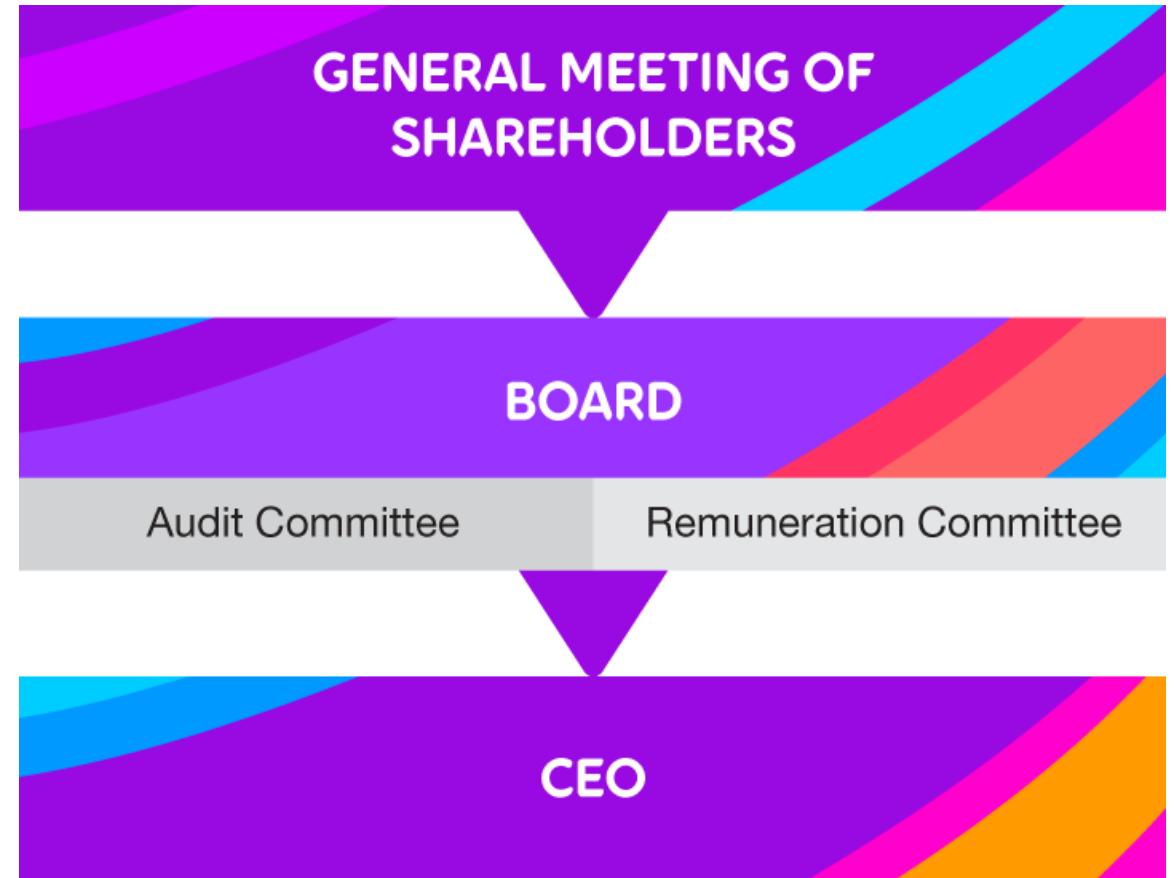 GENERAL MEETING OF
SHAREHOLDERS
BOARD
Audit Committee
Remuneration Committee
CEO